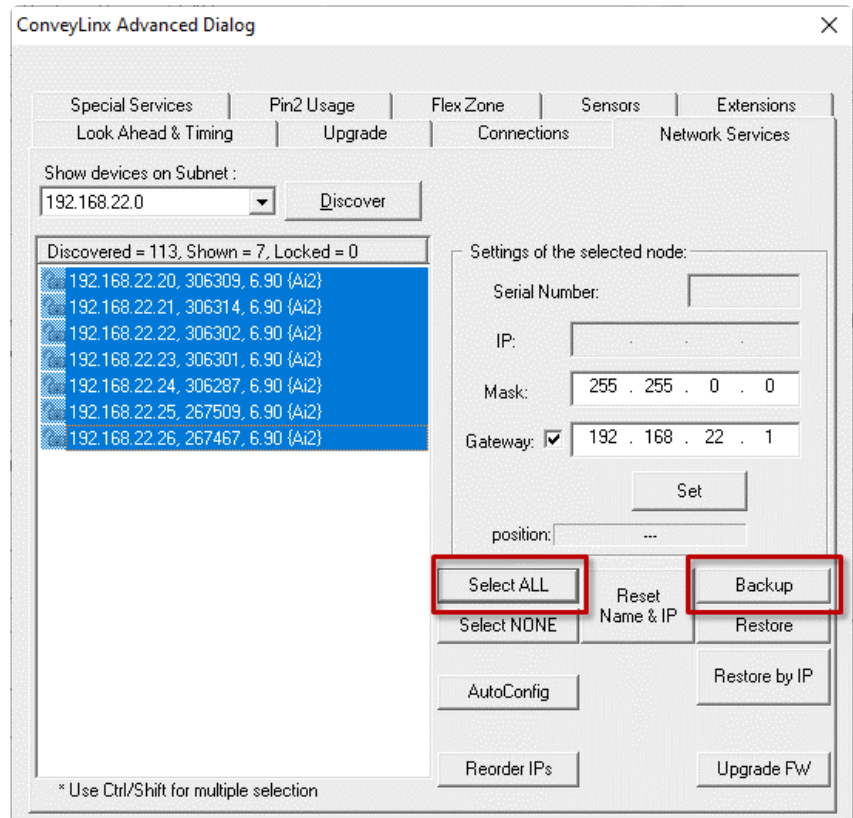 ConveyLinx Advanced Dialog
Special Services Pin2 Usage Flex Zone Sensors Extensions
Look Ahead & Timing Upgrade Connections Network Services
Show devices on Subnet :
192.168.22.0 Discover
Discovered = 113, Shown = 7, Locked = 0
192.168.22.20, 306309, 6.90 {Ai2}
192.168.22.21, 306314, 6.90 {Ai2}
192.168.22.22, 306302, 6.90 {Ai2}
192.168.22.23, 306301, 6.90 {Ai2}
192.168.22.24, 306287, 6.90 {Ai2}
192.168.22.25, 267509, 6.90 {Ai2}
192.168.22.26, 267467, 6.90 {Ai2}
* Use Ctrl/Shift for multiple selection
Settings of the selected node:
Serial Number:
IP: . . .
Mask: 255 . 255 . 0 . 0
Gateway: 192 . 168 . 22 . 1
Set
position: ---
Select ALL
Select NONE
Reset
Name & IP
Backup
Restore
AutoConfig
Restore by IP
Reorder IPs
Upgrade FW